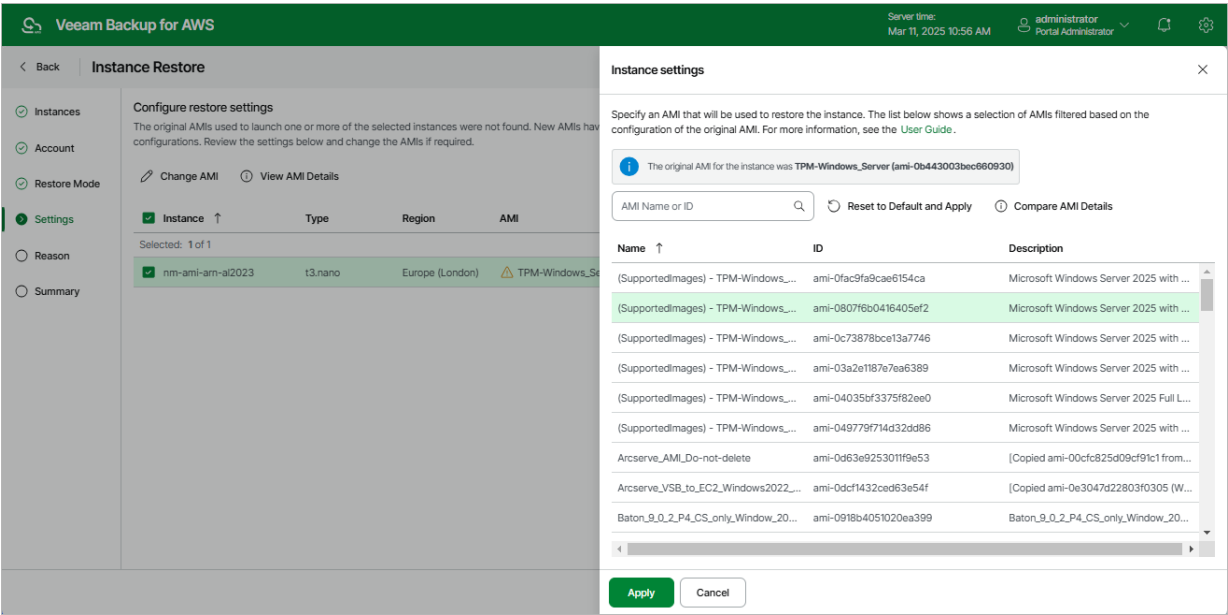 Veeam Backup for AWS
Server time:
Mar 11, 2025 10:56 AM
administrator
Portal Administrator
Back
Instance Restore
Instances
Account
Restore Mode
Settings
Reason
Summary
Configure restore settings
The original AMIs used to launch one or more of the selected instances were not found. New AMIs hav
configurations. Review the settings below and change the AMIs if required.
Change AMI View AMI Details
Instance Type Region AMI
Selected: 1 of 1
nm-ami-arn-al2023 t3.nano Europe (London) TPM-Windows_Se
Instance settings
Specify an AMI that will be used to restore the instance. The list below shows a selection of AMIs filtered based on the
configuration of the original AMI. For more information, see the User Guide.
The original AMI for the instance was TPM-Windows_Server (ami-0b443003bec660930)
AMI Name or ID Reset to Default and Apply Compare AMI Details
Name ID Description
(SupportedImages) - TPM-Windows_... ami-0fac9fa9cae6154ca Microsoft Windows Server 2025 with ...
(SupportedImages) - TPM-Windows_... ami-0807f6b0416405ef2 Microsoft Windows Server 2025 with ...
(SupportedImages) - TPM-Windows_... ami-0c73878bce13a7746 Microsoft Windows Server 2025 with ...
(SupportedImages) - TPM-Windows_... ami-03a2e1187e7ea6389 Microsoft Windows Server 2025 with ...
(SupportedImages) - TPM-Windows_... ami-04035bf3375f82ee0 Microsoft Windows Server 2025 Full L...
(SupportedImages) - TPM-Windows_... ami-049779f714d32dd86 Microsoft Windows Server 2025 with ...
Arcserve_AMI_Do-not-delete ami-0d63e9253011f9e53 [Copied ami-00cfc825d09cf91c1 from...
Arcserve_VSB_to_EC2_Windows2022_... ami-0dcf1432ced63e54f [Copied ami-0e3047d22803f0305 (W...
Baton_9_0_2_P4_CS_only_Window_20... ami-0918b4051020ea399 Baton_9_0_2_P4_CS_only_Window_20...
Apply Cancel